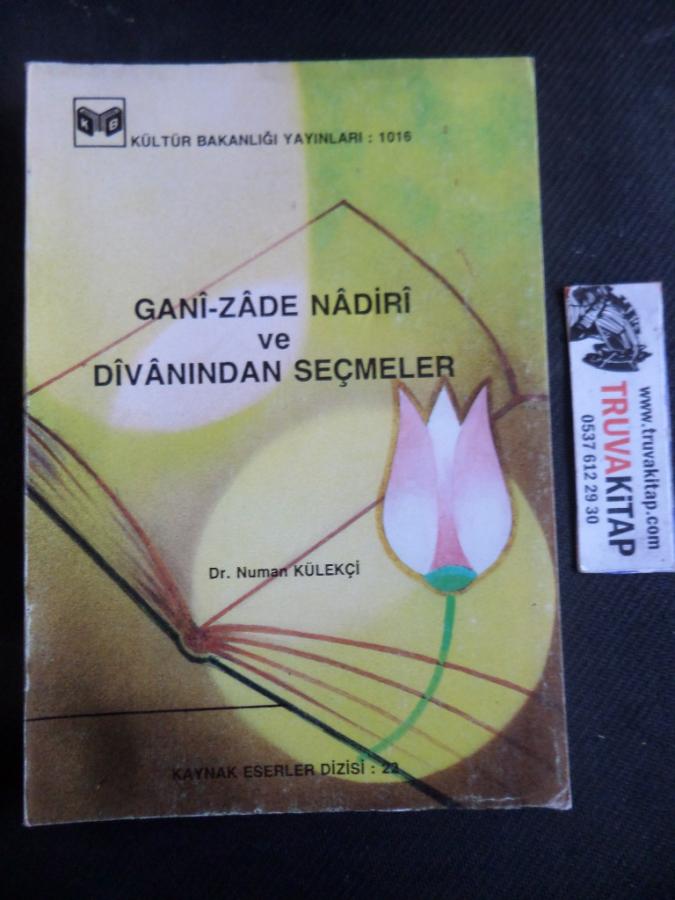 K B
KÜLTÜR BAKANLIĞI YAYINLARI : 1016
GANÎ-ZÂDE NÂDİRÎ
ve
DÎVÂNINDAN SEÇMELER
Dr. Numan KÜLEKÇİ
KAYNAK ESERLER DİZİSİ : 22
www.truvakitap.com
TRUVAKİTAP
0537 612 29 30